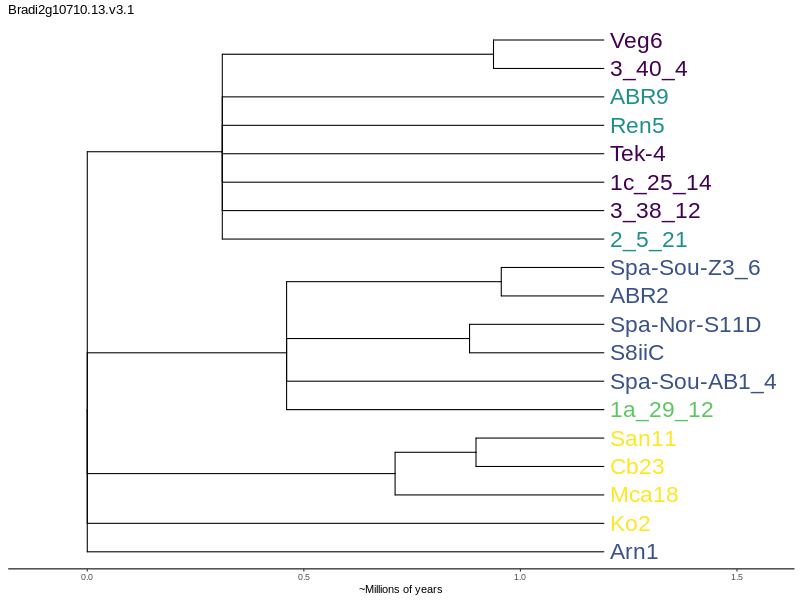 Bradi2g10710.13.v3.1
Veg6
3_40_4
ABR9
Ren5
Tek-4
1c_25_14
3_38_12
2_5_21
Spa-Sou-Z3_6
ABR2
Spa-Nor-S11D
S8iiC
Spa-Sou-AB1_4
1a_29_12
San11
Cb23
Mca18
Ko2
Arn1
0.0 0.5 1.0 1.5
~Millions of years